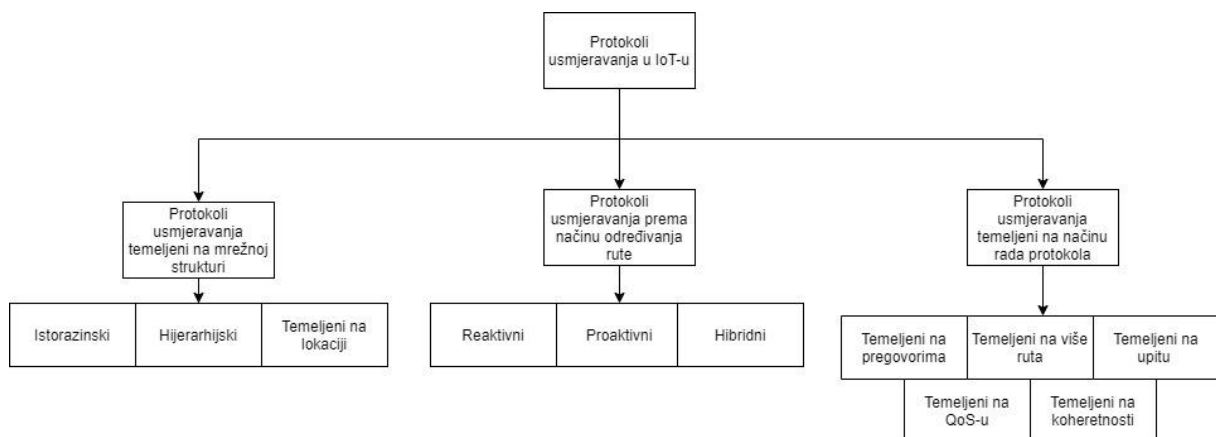 Protokoli
usmjeravanja u IoT-u
Protokoli
usmjeravanja
temeljeni na mrežnoj
strukturi
Protokoli
usmjeravanja prema
načinu određivanja
rute
Protokoli
usmjeravanja
temeljeni na načinu
rada protokola
Istorazinski
Hijerarhijski
Temeljeni na
lokaciji
Reaktivni
Proaktivni
Hibridni
Temeljeni na
pregovorima
Temeljeni na više
ruta
Temeljeni na
upitu
Temeljeni na
QoS-u
Temeljeni na
koheretnosti